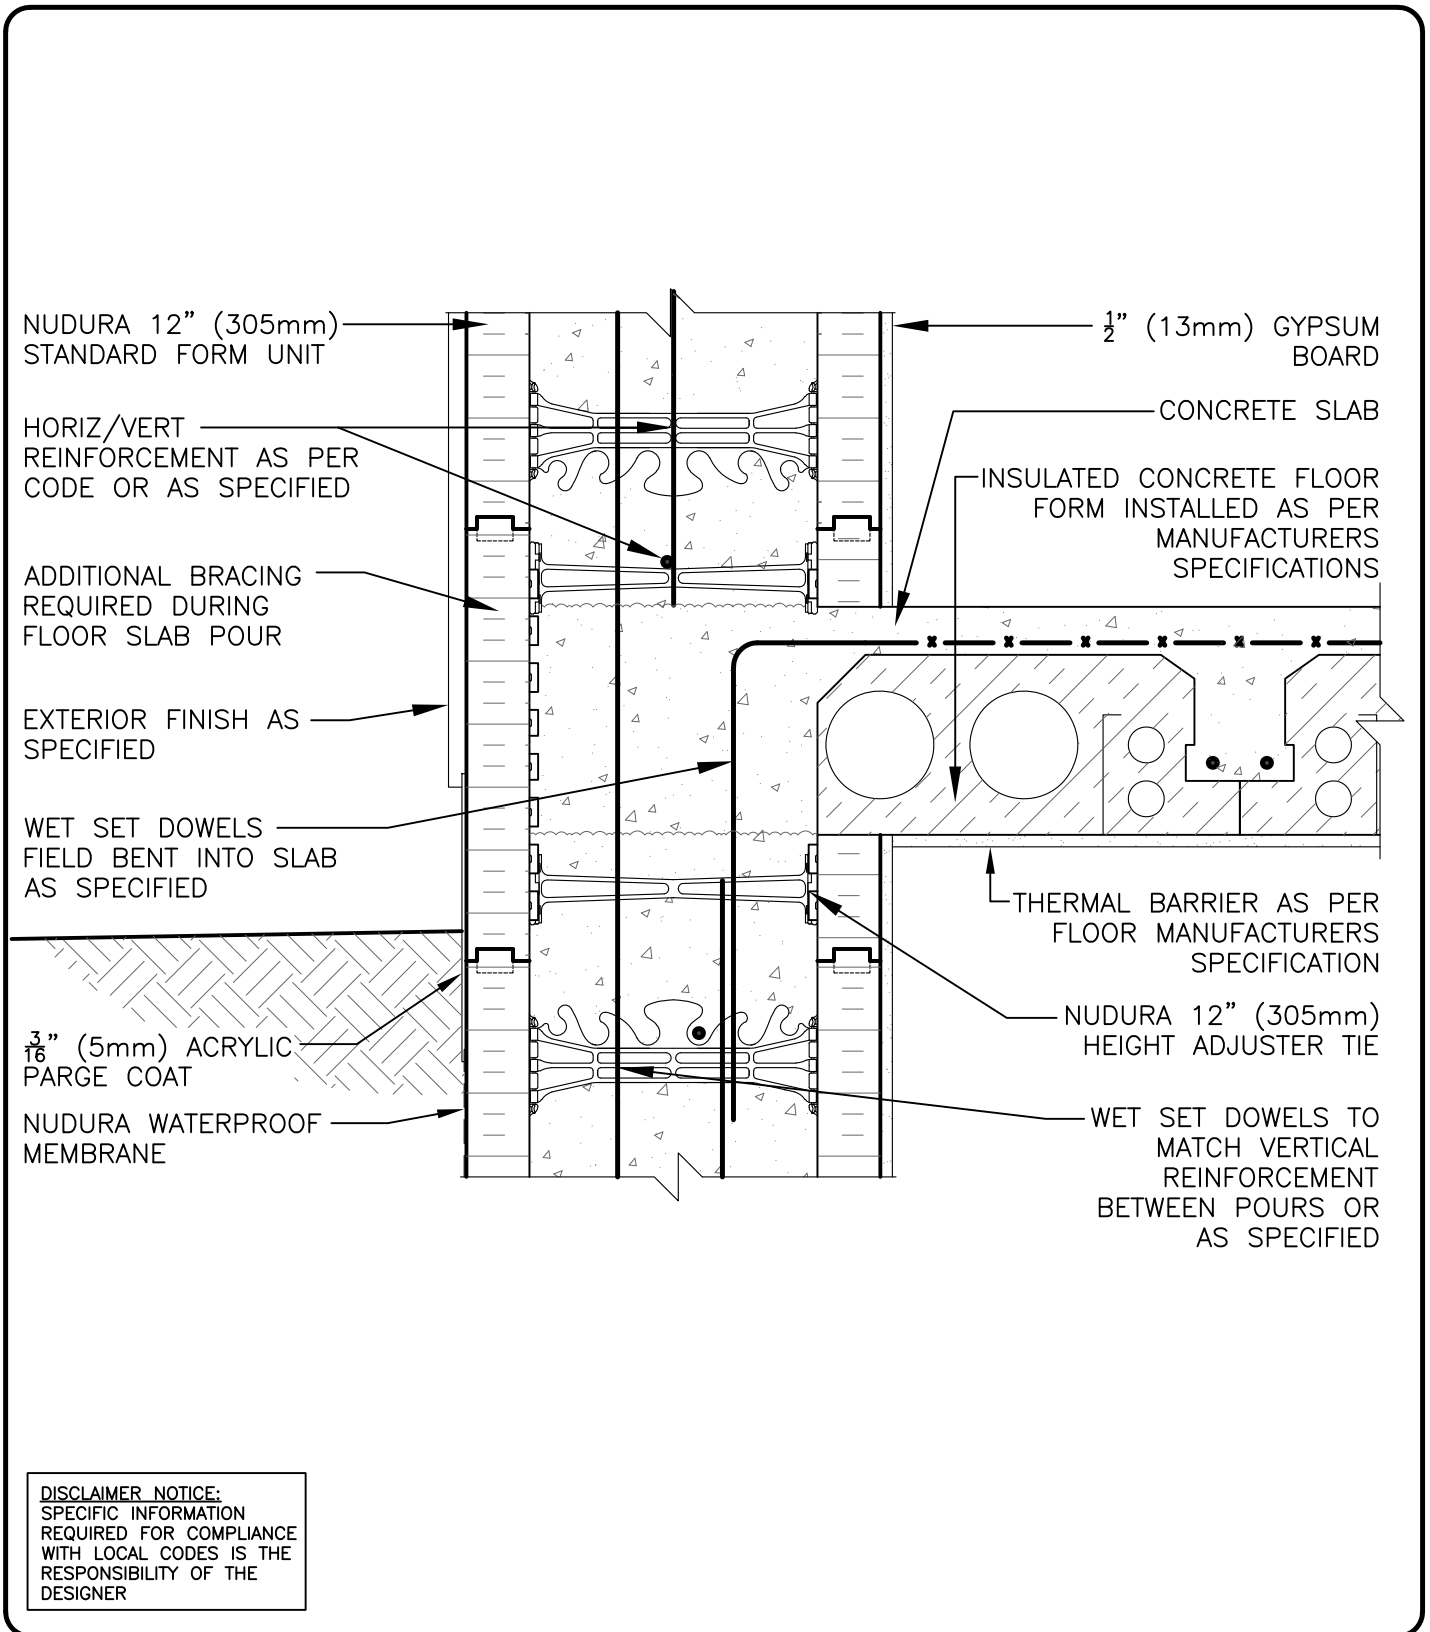 NUDURA 12" (305mm)
STANDARD FORM UNIT
HORIZ/VERT
REINFORCEMENT AS PER
CODE OR AS SPECIFIED
ADDITIONAL BRACING
REQUIRED DURING
FLOOR SLAB POUR
EXTERIOR FINISH AS
SPECIFIED
WET SET DOWELS
FIELD BENT INTO SLAB
AS SPECIFIED
3/16" (5mm) ACRYLIC
PARGE COAT
NUDURA WATERPROOF
MEMBRANE
1/2" (13mm) GYPSUM
BOARD
CONCRETE SLAB
INSULATED CONCRETE FLOOR
FORM INSTALLED AS PER
MANUFACTURERS
SPECIFICATIONS
THERMAL BARRIER AS PER
FLOOR MANUFACTURERS
SPECIFICATION
NUDURA 12" (305mm)
HEIGHT ADJUSTER TIE
WET SET DOWELS TO
MATCH VERTICAL
REINFORCEMENT
BETWEEN POURS OR
AS SPECIFIED
DISCLAIMER NOTICE:
SPECIFIC INFORMATION
REQUIRED FOR COMPLIANCE
WITH LOCAL CODES IS THE
RESPONSIBILITY OF THE
DESIGNER